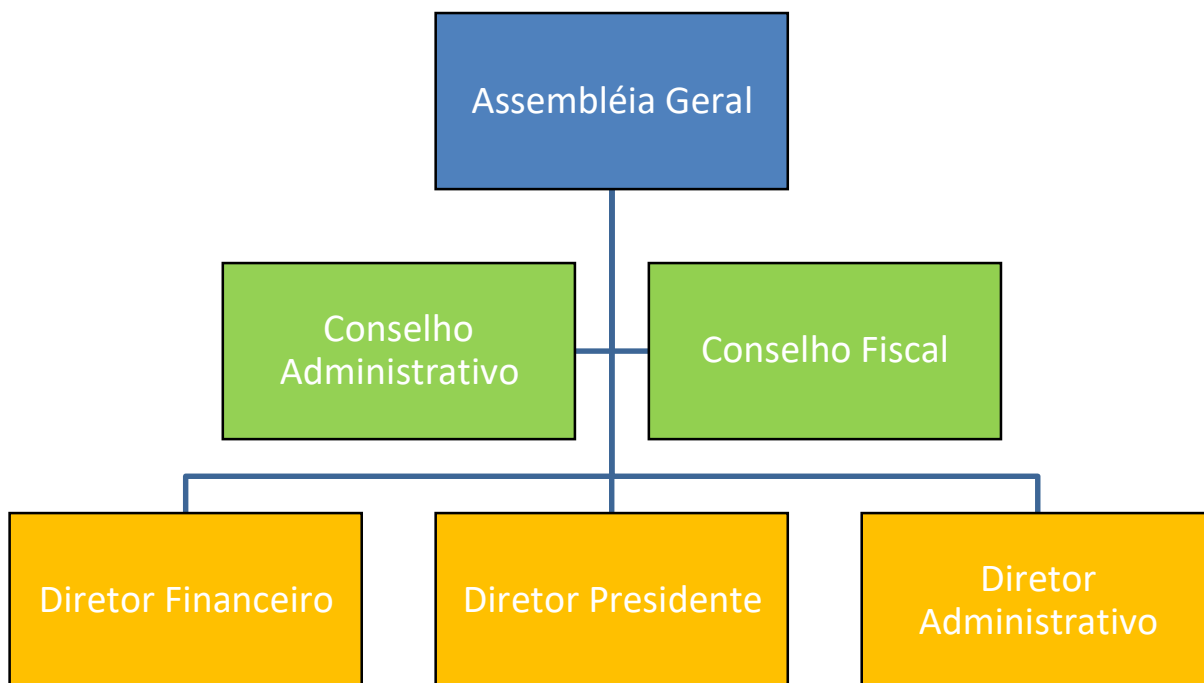 Assembléia Geral
Conselho
Administrativo
Conselho Fiscal
Diretor Financeiro
Diretor Presidente
Diretor
Administrativo